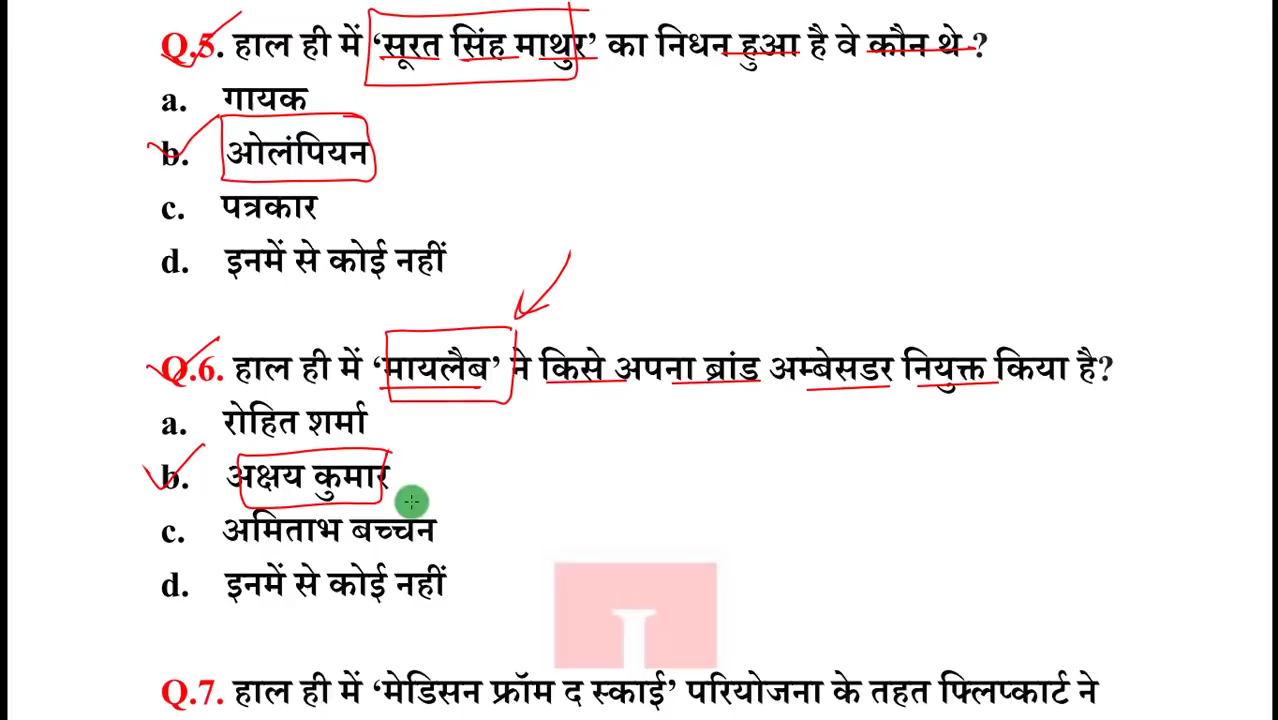 Q.5. हाल ही में ‘सूरत सिंह माथुर’ का निधन हुआ है वे कौन थे ?
a. गायक
b. ओलंपियन
c. पत्रकार
d. इनमें से कोई नहीं
Q.6. हाल ही में ‘मायलैब’ ने किसे अपना ब्रांड अम्बेसडर नियुक्त किया है?
a. रोहित शर्मा
b. अक्षय कुमार
c. अमिताभ बच्चन
d. इनमें से कोई नहीं
Q.7. हाल ही में ‘मेडिसन फ्रॉम द स्काई’ परियोजना के तहत फ्लिप्कार्ट ने